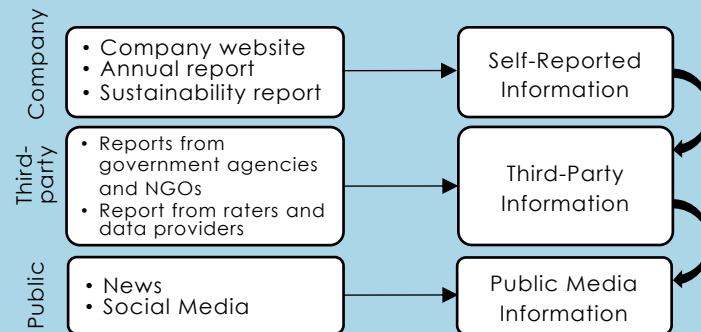 Company
• Company website
• Annual report
• Sustainability report
Self-Reported
Information
Third-
party
• Reports from
government agencies
and NGOs
• Report from raters and
data providers
Third-Party
Information
Public
• News
• Social Media
Public Media
Information